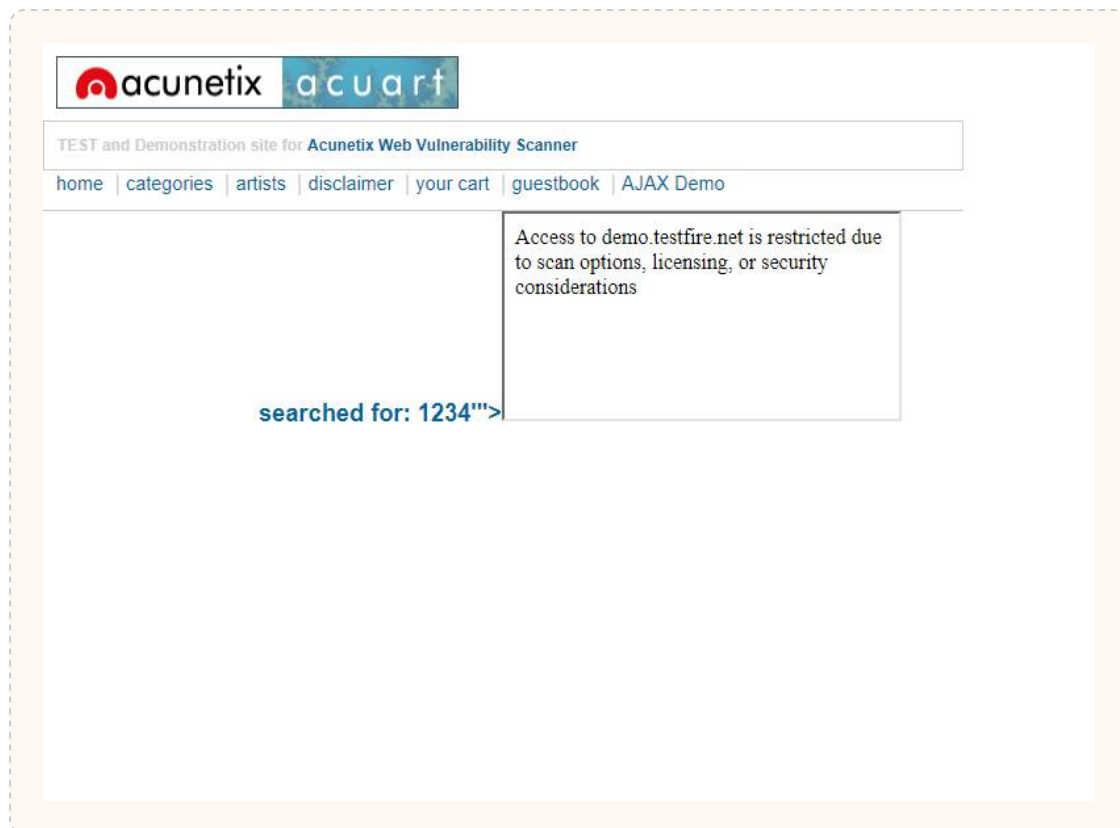 acunetix acuart
TEST and Demonstration site for Acunetix Web Vulnerability Scanner
home | categories | artists | disclaimer | your cart | guestbook | AJAX Demo
Access to demo.testfire.net is restricted due
to scan options, licensing, or security
considerations
searched for: 1234'">